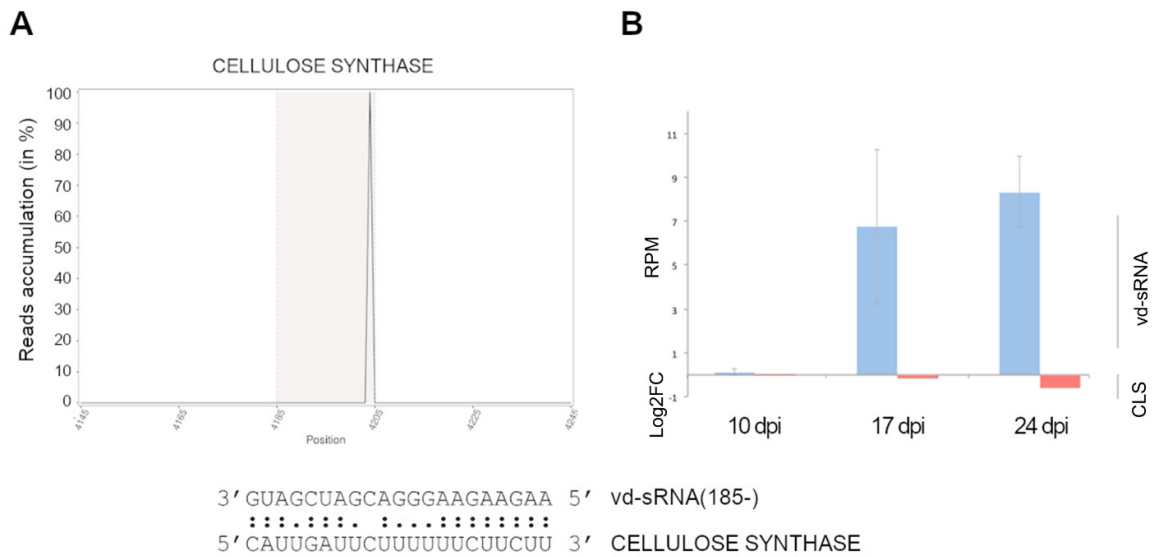 A
CELLULOSE SYNTHASE
Reads accumulation (in %)
100
90
80
70
60
50
40
30
20
10
0
4145
4165
4185
4205
4225
4245
Position
B
RPM
Log2FC
11
9
7
5
3
1
-1
10 dpi
17 dpi
24 dpi
vd-sRNA
CLS
3’GUAGCUAGCAGGGAAGAAGAA 5’ vd-sRNA(185-)
:::.:::. :...::::::::
5’CAUUGAUUCUUUUUUCUUCUU 3’ CELLULOSE SYNTHASE